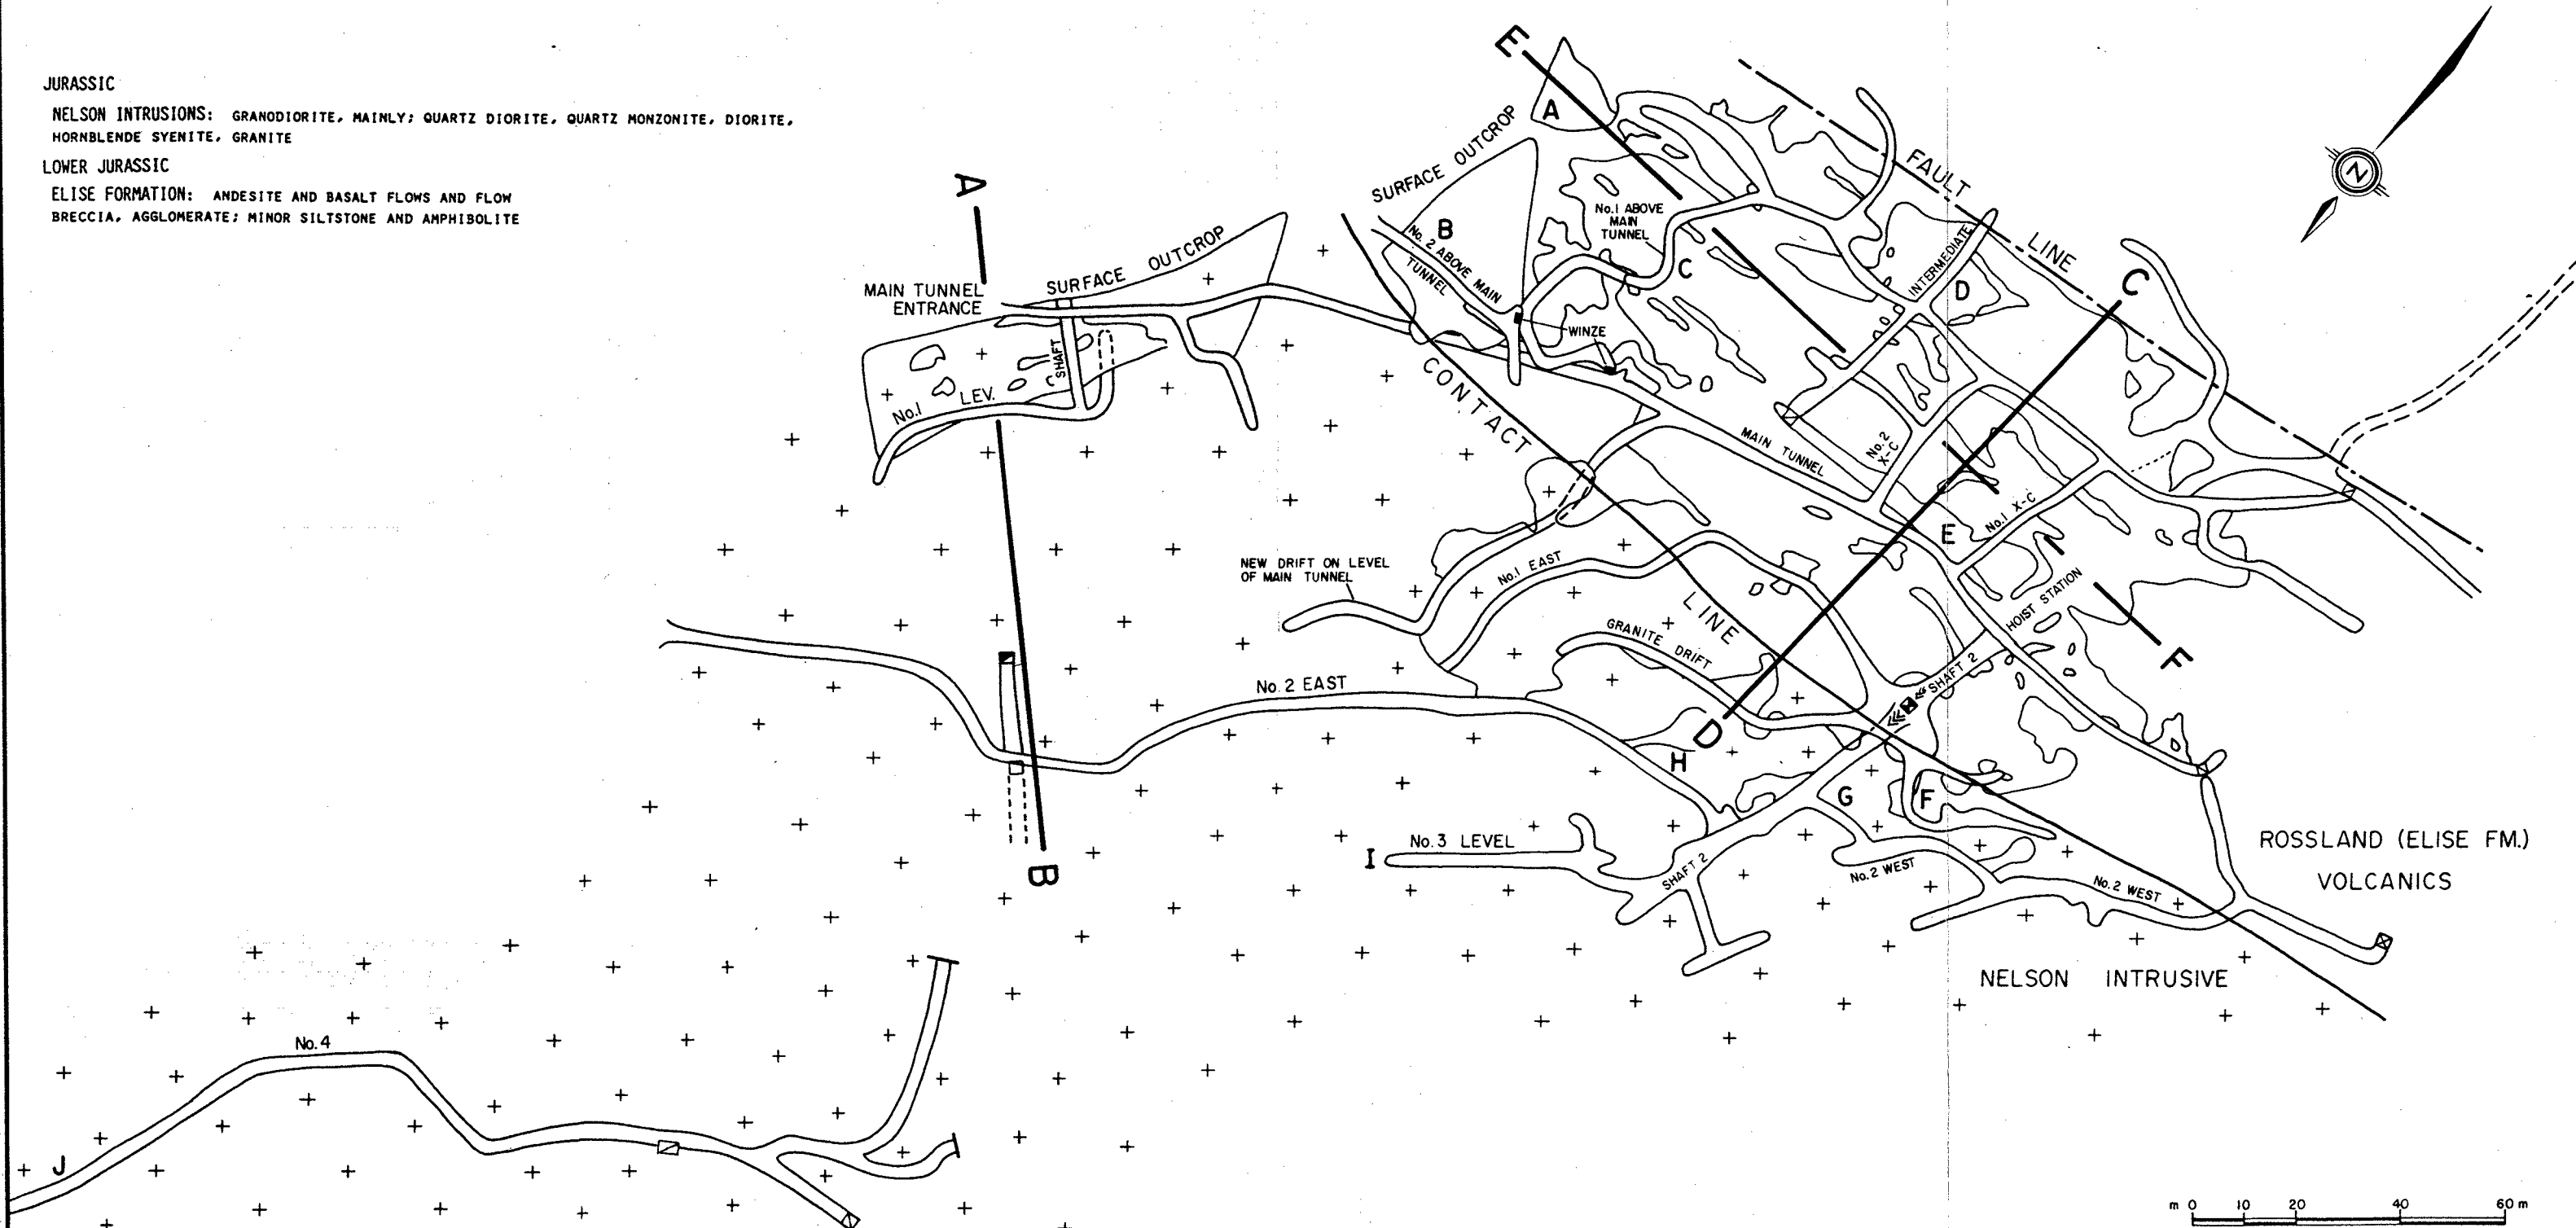 JURASSIC
NELSON INTRUSIONS: GRANODIORITE, MAINLY; QUARTZ DIORITE, QUARTZ MONZONITE, DIORITE,
HORNBLENDE SYENITE, GRANITE
LOWER JURASSIC
ELISE FORMATION: ANDESITE AND BASALT FLOWS AND FLOW
BRECCIA, AGGLOMERATE; MINOR SILTSTONE AND AMPHIBOLITE
E
A
SURFACE OUTCROP
FAULT LINE
N
A
B
No. 2 ABOVE MAIN
TUNNEL
No.1 ABOVE
MAIN
TUNNEL
C
INTERMEDIATE
D
C
MAIN TUNNEL
ENTRANCE
SURFACE OUTCROP
SHAFT
No.1 LEV.
WINZE
CONTACT LINE
MAIN TUNNEL
No. 2
X-C
E
No.1 X-C
NEW DRIFT ON LEVEL
OF MAIN TUNNEL
No.1 EAST
HOIST STATION
GRANITE DRIFT
SHAFT 2
F
No. 2 EAST
D
H
G
F
B
I
No. 3 LEVEL
SHAFT 2
No. 2 WEST
No. 2 WEST
ROSSLAND (ELISE FM.)
VOLCANICS
NELSON INTRUSIVE
No. 4
J
m 0 10 20 40 60 m